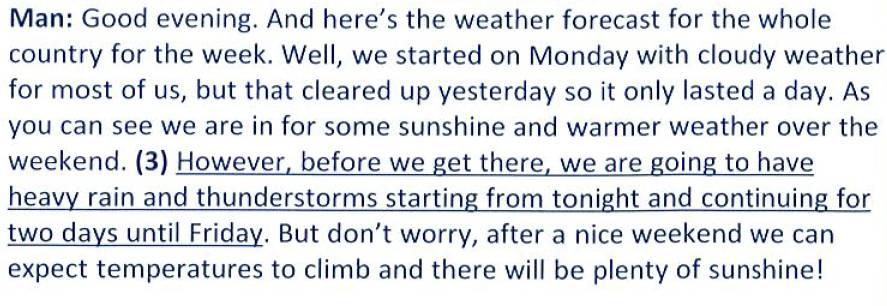 Man: Good evening. And here’s the weather forecast for the whole
country for the week. Well, we started on Monday with cloudy weather
for most of us, but that cleared up yesterday so it only lasted a day. As
you can see we are in for some sunshine and warmer weather over the
weekend. (3) However, before we get there, we are going to have
heavy rain and thunderstorms starting from tonight and continuing for
two days until Friday. But don’t worry, after a nice weekend we can
expect temperatures to climb and there will be plenty of sunshine!